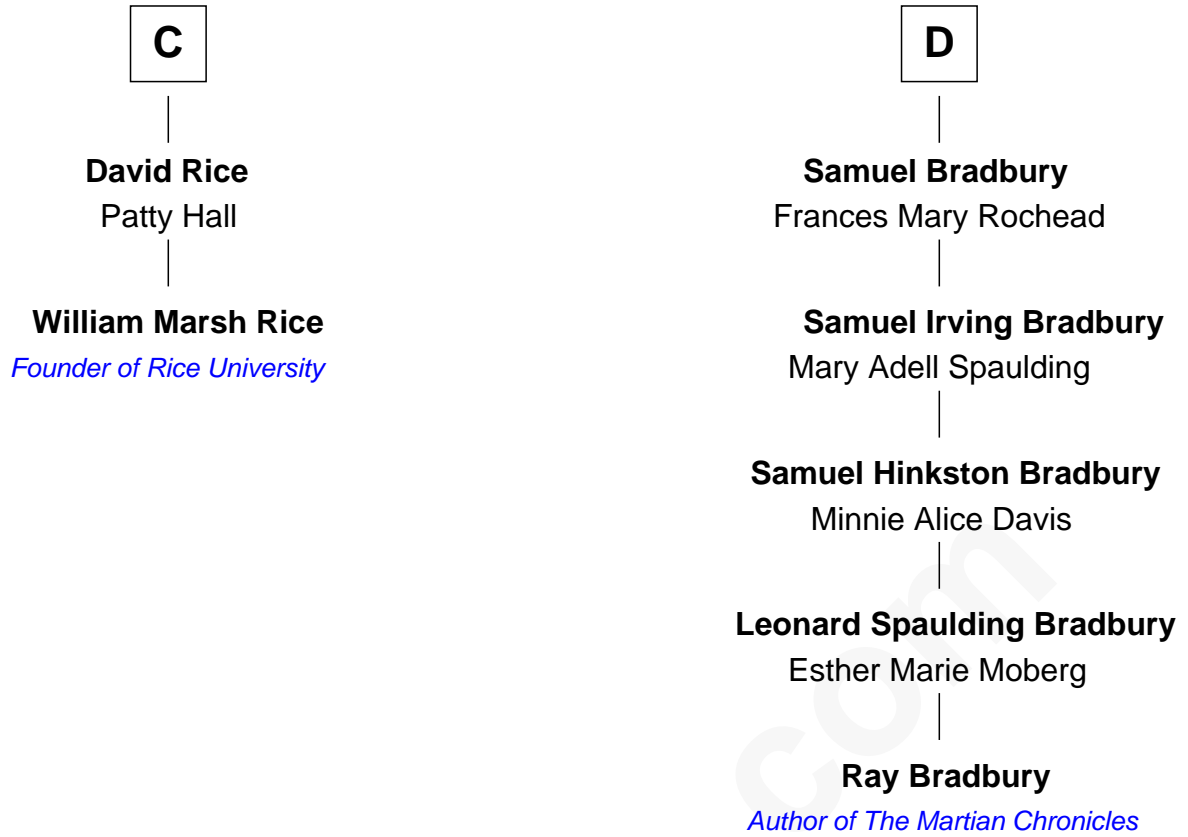 C
David Rice
Patty Hall
William Marsh Rice
Founder of Rice University
D
Samuel Bradbury
Frances Mary Rochead
Samuel Irving Bradbury
Mary Adell Spaulding
Samuel Hinkston Bradbury
Minnie Alice Davis
Leonard Spaulding Bradbury
Esther Marie Moberg
Ray Bradbury
Author of The Martian Chronicles
com